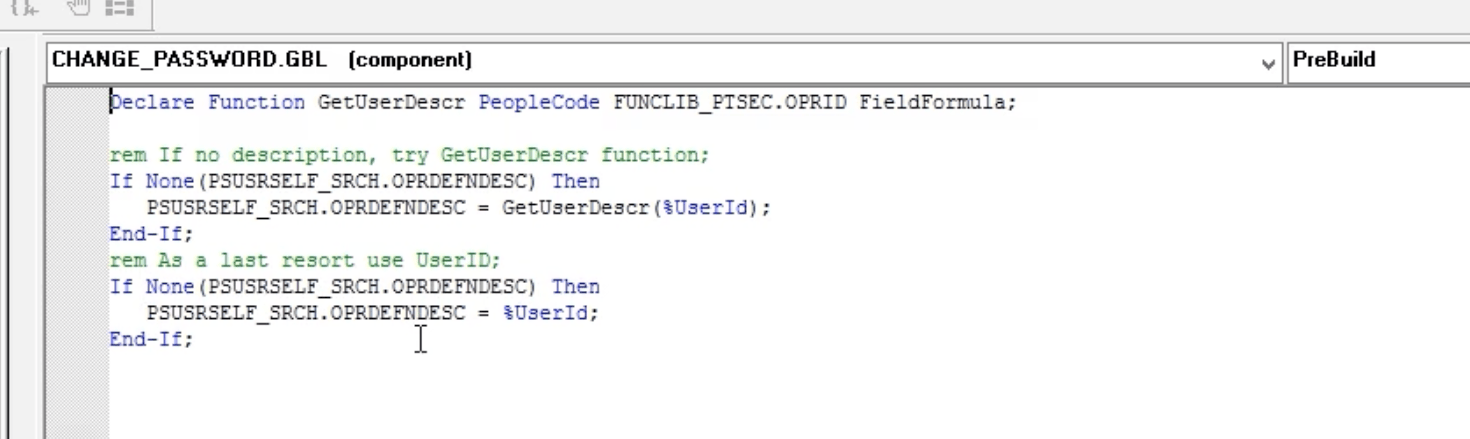 CHANGE_PASSWORD.GBL (component)
PreBuild
Declare Function GetUserDescr PeopleCode FUNCLIB_PTSEC.OPRID FieldFormula;
rem If no description, try GetUserDescr function;
If None(PSUSRSELF_SRCH.OPRDEFNDESC) Then
PSUSRSELF_SRCH.OPRDEFNDESC = GetUserDescr(%UserId);
End-If;
rem As a last resort use UserID;
If None(PSUSRSELF_SRCH.OPRDEFNDESC) Then
PSUSRSELF_SRCH.OPRDEFNDESC = %UserId;
End-If;